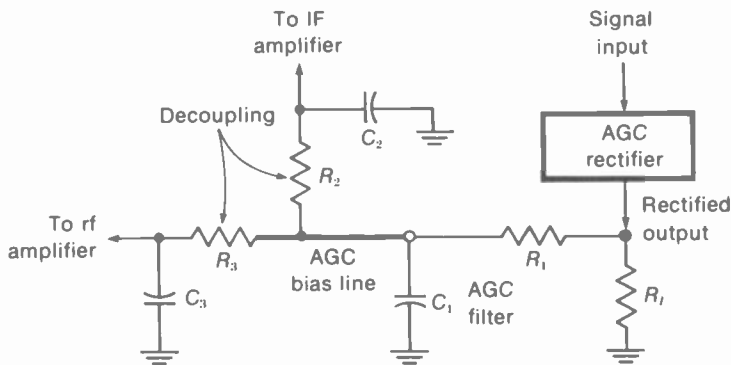 To IF
amplifier
Signal
input
Decoupling
C2
R2
AGC
rectifier
Rectified
output
To rf
amplifier
R3
AGC
bias line
R1
C3
C1
AGC
filter
Rl